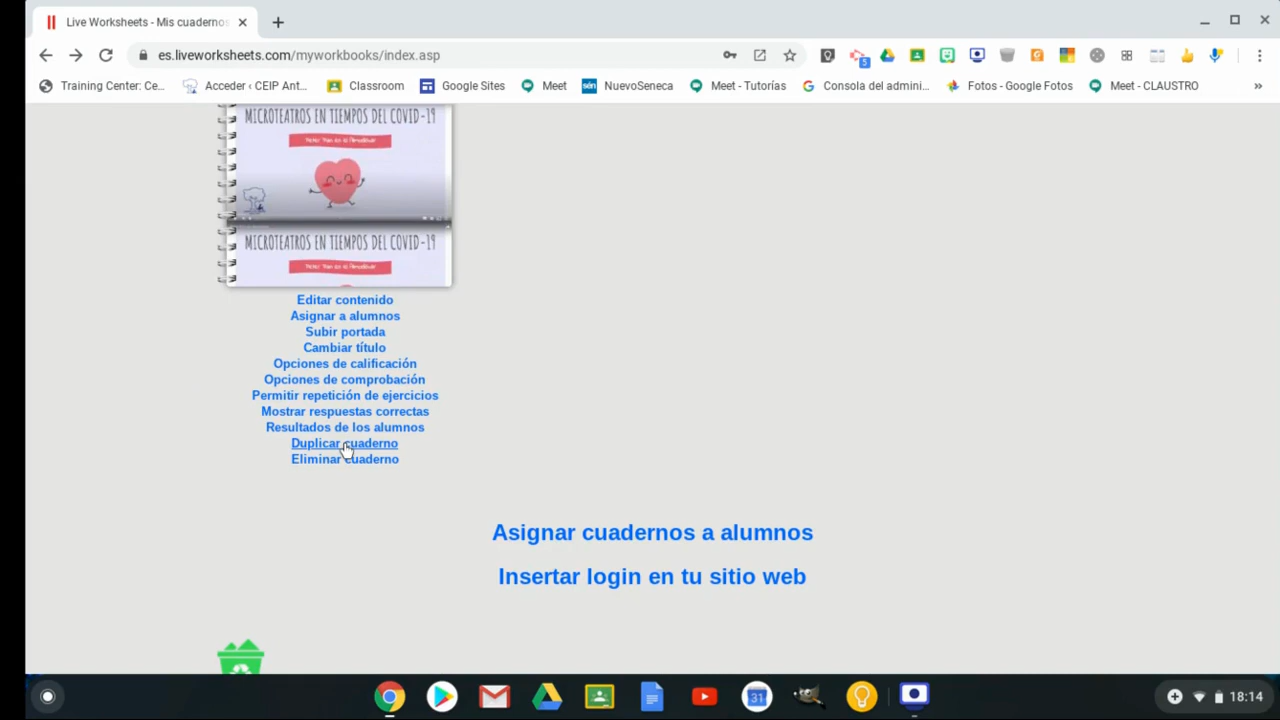 Live Worksheets - Mis cuadernos
es.liveworksheets.com/myworkbooks/index.asp
5
Training Center: Ce...
Acceder ‹ CEIP Ant...
Classroom
Google Sites
Meet
sén NuevoSeneca
Meet - Tutorías
Consola del admini...
Fotos - Google Fotos
Meet - CLAUSTRO
»
MICROTEATROS EN TIEMPOS DEL COVID-19
MICROTEATROS EN TIEMPOS DEL COVID-19
Editar contenido
Asignar a alumnos
Subir portada
Cambiar título
Opciones de calificación
Opciones de comprobación
Permitir repetición de ejercicios
Mostrar respuestas correctas
Resultados de los alumnos
Duplicar cuaderno
Eliminar cuaderno
Asignar cuadernos a alumnos
Insertar login en tu sitio web
31
18:14